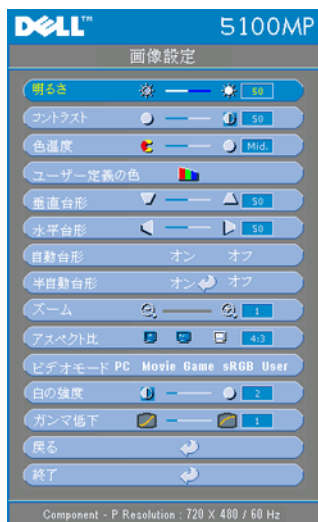 DELL™ 5100MP
画像設定
明るさ 50
コントラスト 50
色温度 Mid.
ユーザー定義の色
垂直台形 50
水平台形 50
自動台形 オン オフ
半自動台形 オン オフ
ズーム 1
アスペクト比 4:3
ビデオモード PC Movie Game sRGB User
白の強度 2
ガンマ低下 1
戻る
終了
Component - P Resolution : 720 X 480 / 60 Hz